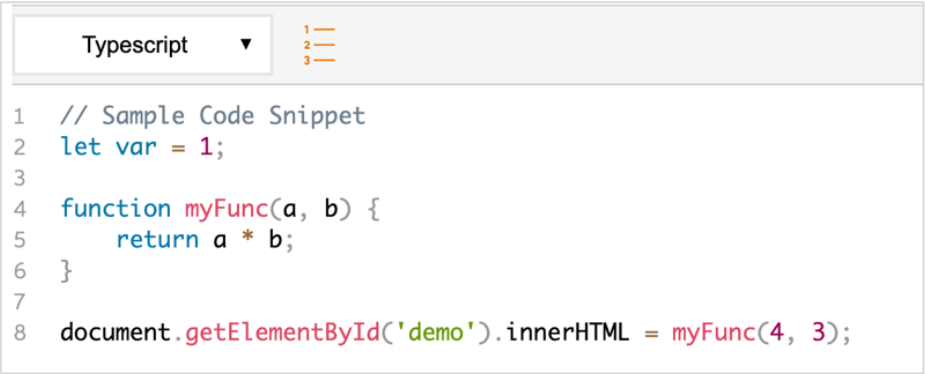 Typescript ▼
1
2
3
1 // Sample Code Snippet
2 let var = 1;
3
4 function myFunc(a, b) {
5     return a * b;
6 }
7
8 document.getElementById('demo').innerHTML = myFunc(4, 3);